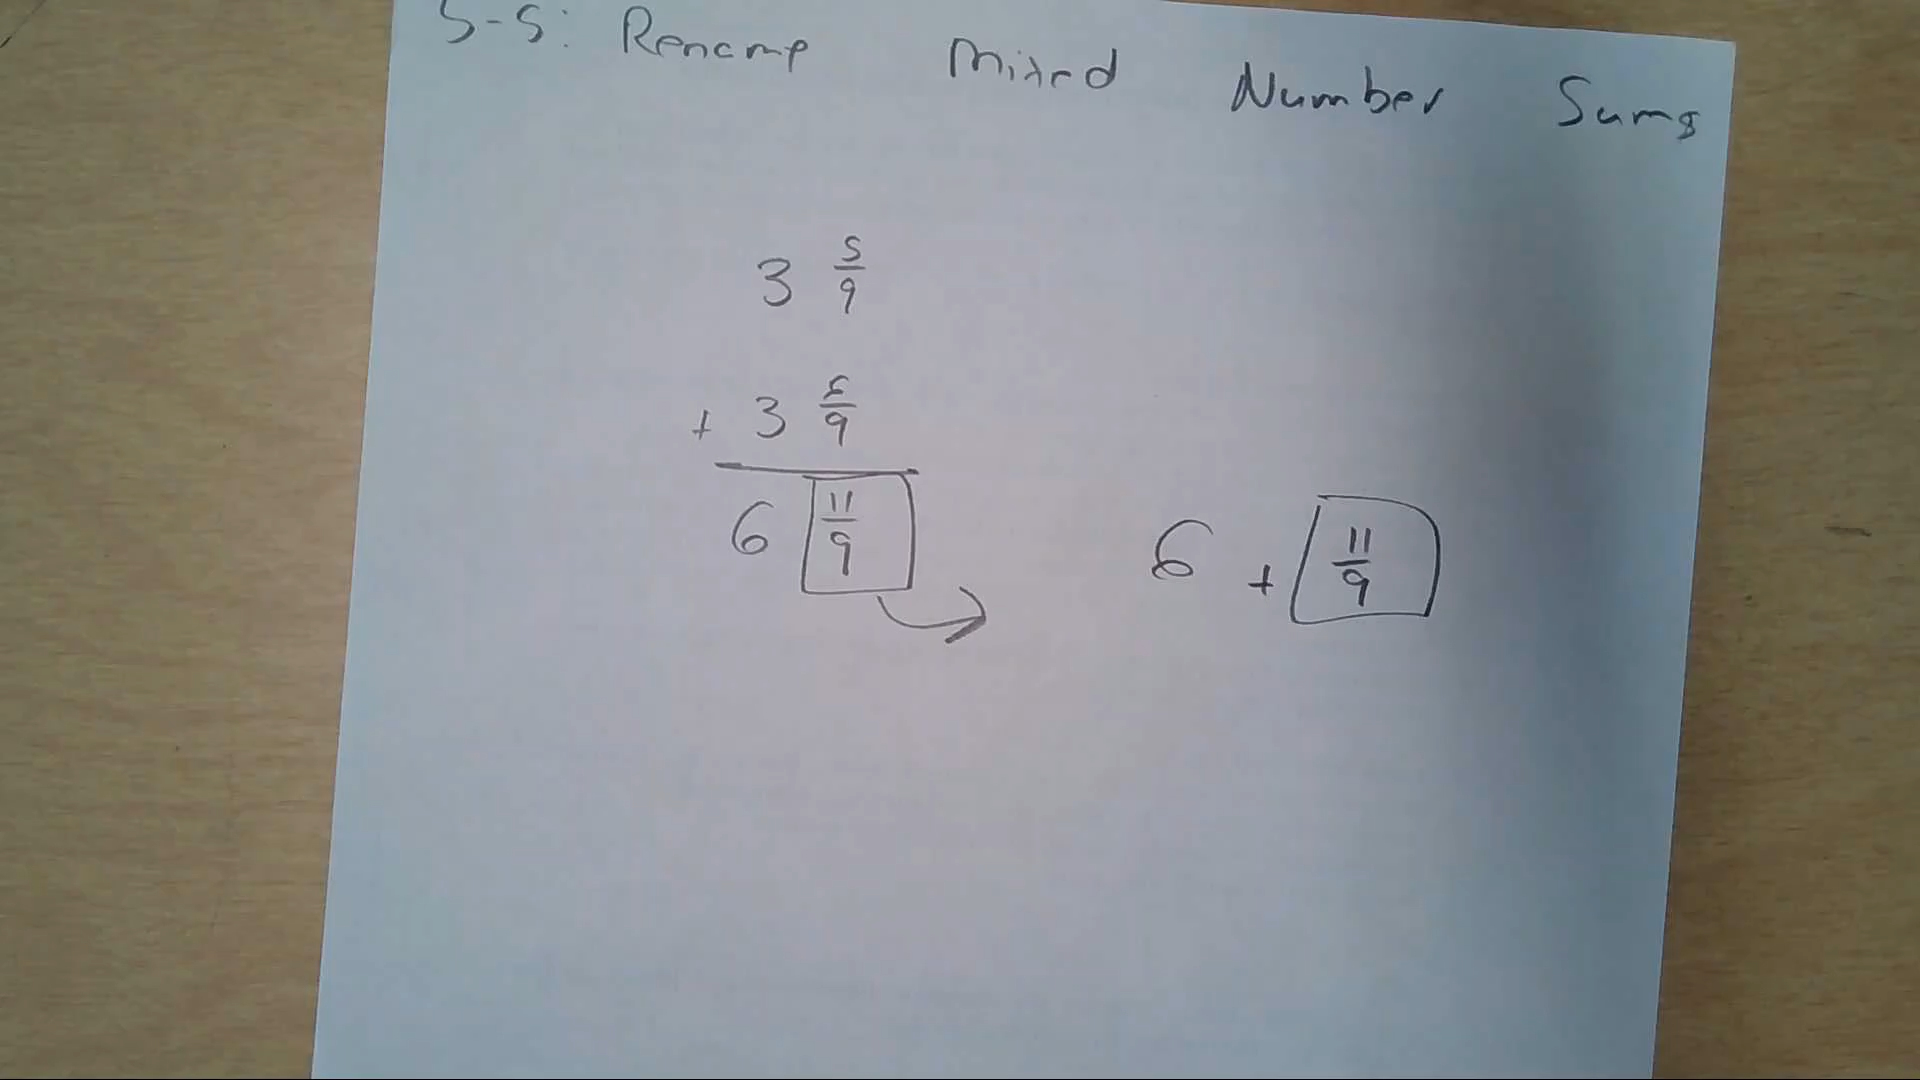 5-5: Rename Mixed Number Sums
3 5/9
+ 3 6/9
6 11/9
6 + 11/9